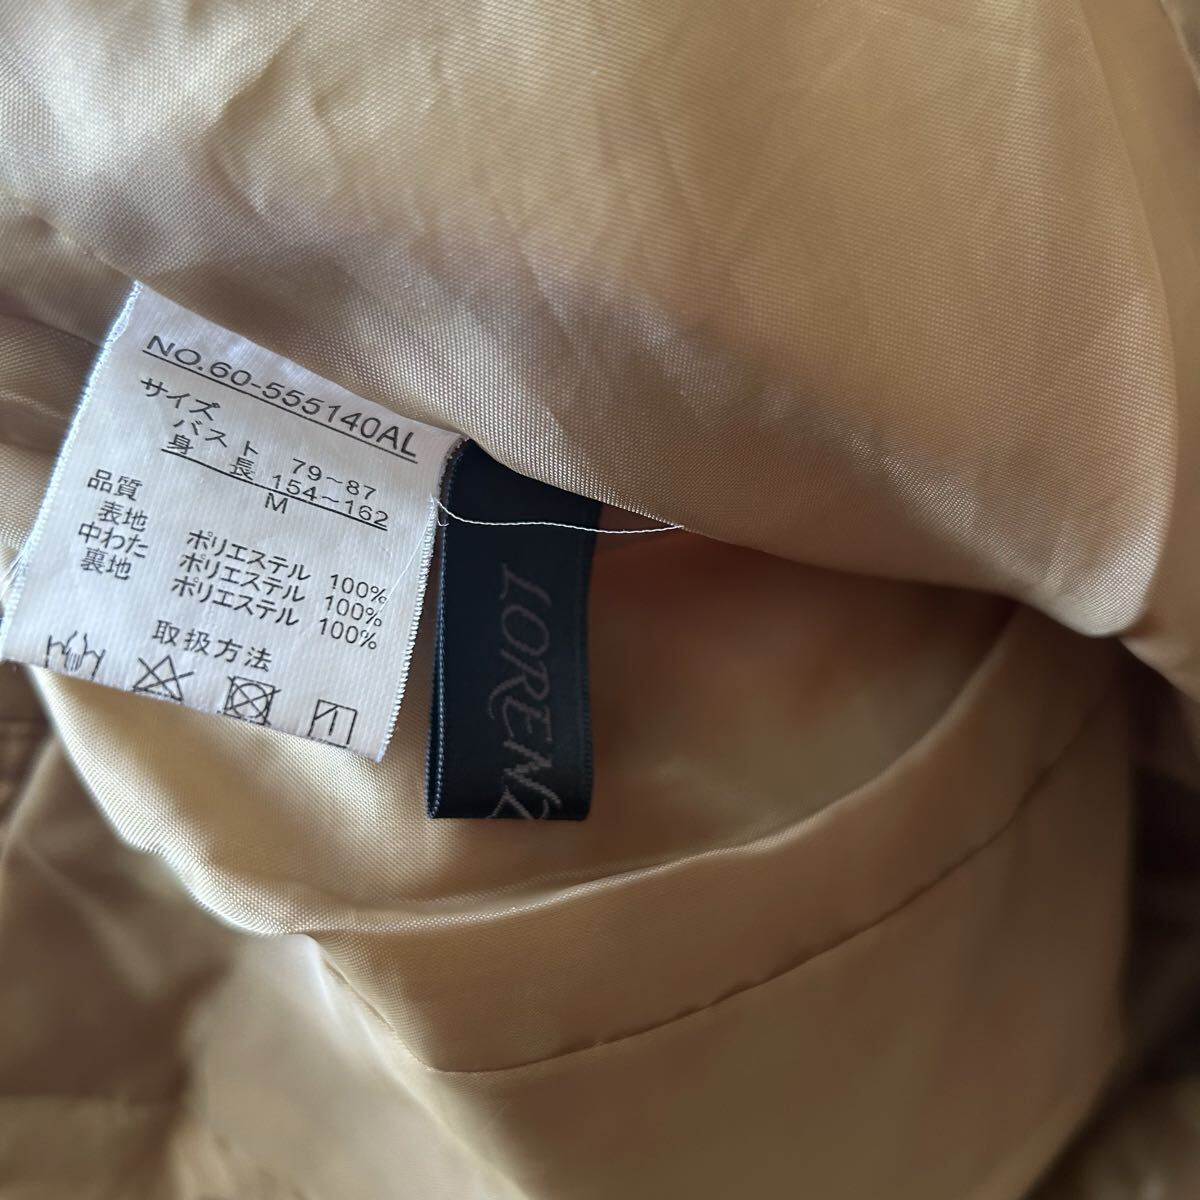 NO.60-555140AL
サイズ
バスト 79～87
身長 154～162
M
品質
表地 ポリエステル 100%
中わた ポリエステル 100%
裏地 ポリエステル 100%
取扱方法
LORENZ